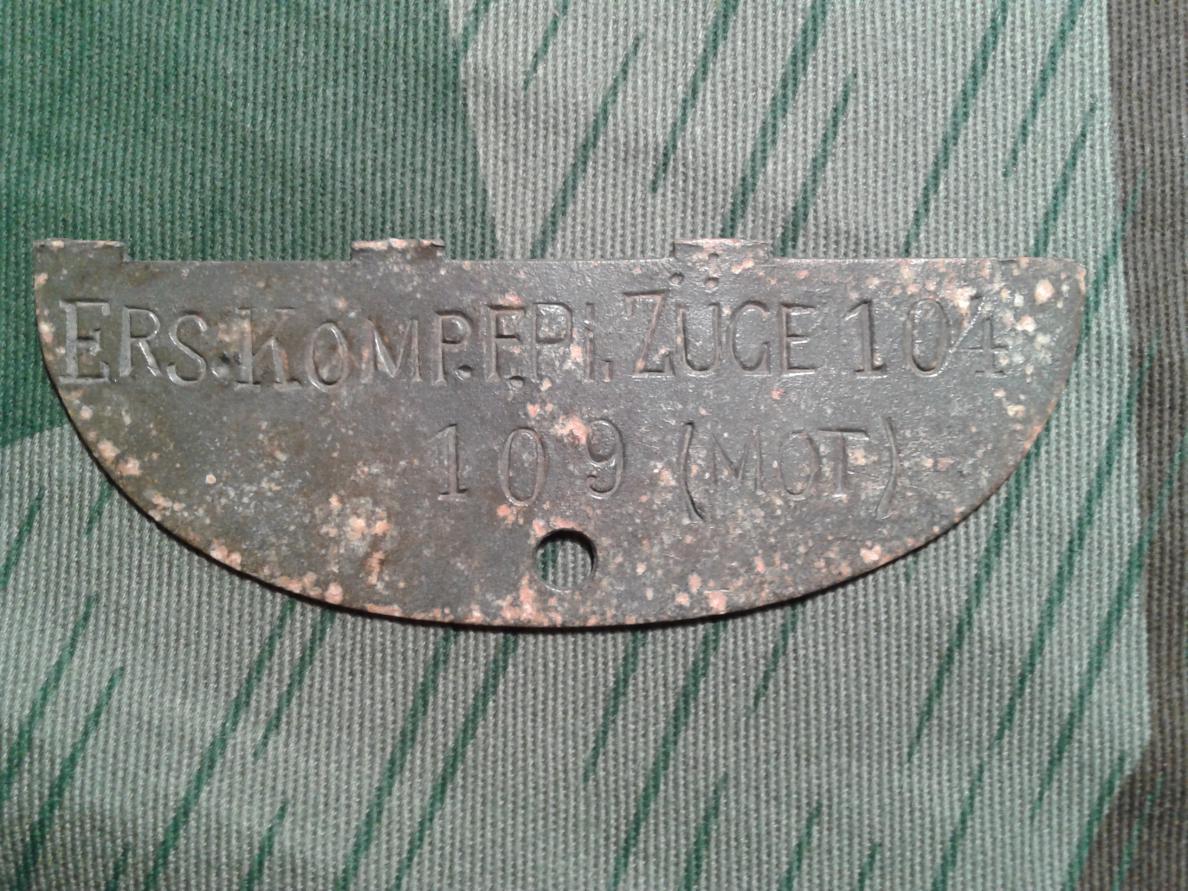 ERS.KOMP.F.Pi.ZÜGE 104
109 (MOT)